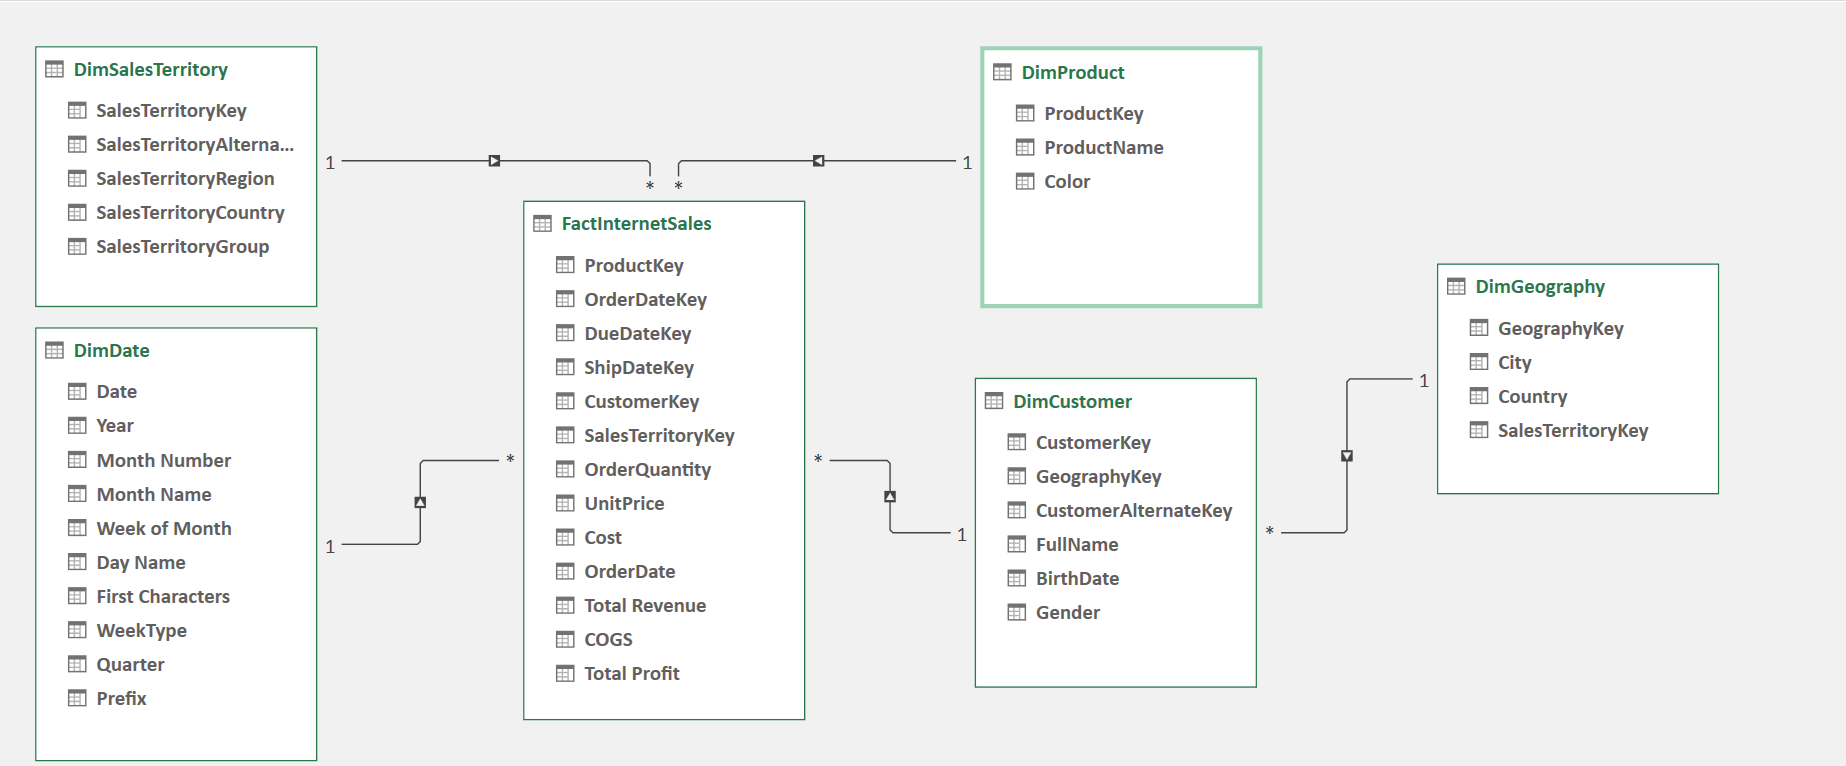 DimSalesTerritory
SalesTerritoryKey
SalesTerritoryAlterna...
SalesTerritoryRegion
SalesTerritoryCountry
SalesTerritoryGroup
1
*
*
1
DimProduct
ProductKey
ProductName
Color
FactInternetSales
ProductKey
OrderDateKey
DueDateKey
ShipDateKey
CustomerKey
SalesTerritoryKey
OrderQuantity
UnitPrice
Cost
OrderDate
Total Revenue
COGS
Total Profit
DimDate
Date
Year
Month Number
Month Name
Week of Month
Day Name
First Characters
WeekType
Quarter
Prefix
1
*
*
1
DimCustomer
CustomerKey
GeographyKey
CustomerAlternateKey
FullName
BirthDate
Gender
*
1
DimGeography
GeographyKey
City
Country
SalesTerritoryKey